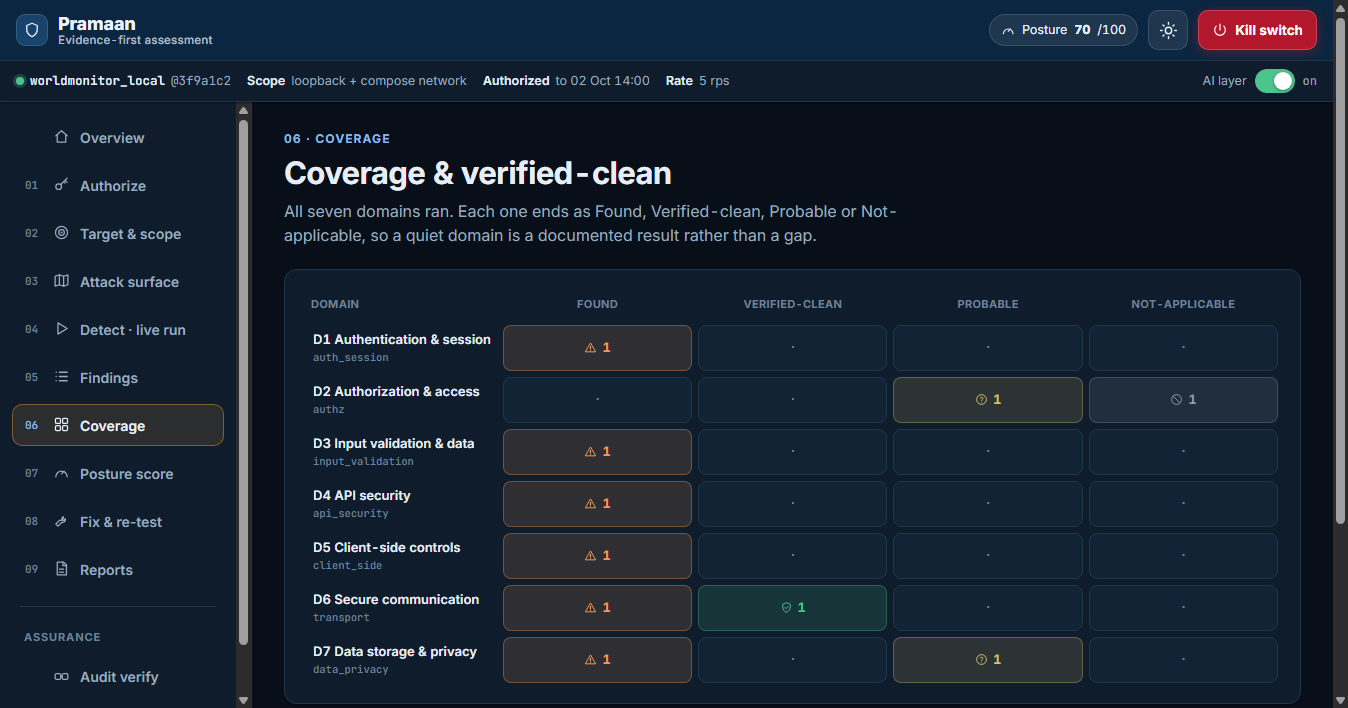 Pramaan
Evidence-first assessment
Posture 70 /100
Kill switch
worldmonitor_local @3f9a1c2 Scope loopback + compose network Authorized to 02 Oct 14:00 Rate 5 rps
AI layer on
Overview
01 Authorize
02 Target & scope
03 Attack surface
04 Detect · live run
05 Findings
06 Coverage
07 Posture score
08 Fix & re-test
09 Reports
ASSURANCE
Audit verify
06 · COVERAGE
Coverage & verified-clean
All seven domains ran. Each one ends as Found, Verified-clean, Probable or Not-
applicable, so a quiet domain is a documented result rather than a gap.
DOMAIN FOUND VERIFIED-CLEAN PROBABLE NOT-APPLICABLE
D1 Authentication & session
auth_session
1 · · ·
D2 Authorization & access
authz
· · 1 1
D3 Input validation & data
input_validation
1 · · ·
D4 API security
api_security
1 · · ·
D5 Client-side controls
client_side
1 · · ·
D6 Secure communication
transport
1 1 · ·
D7 Data storage & privacy
data_privacy
1 · 1 ·